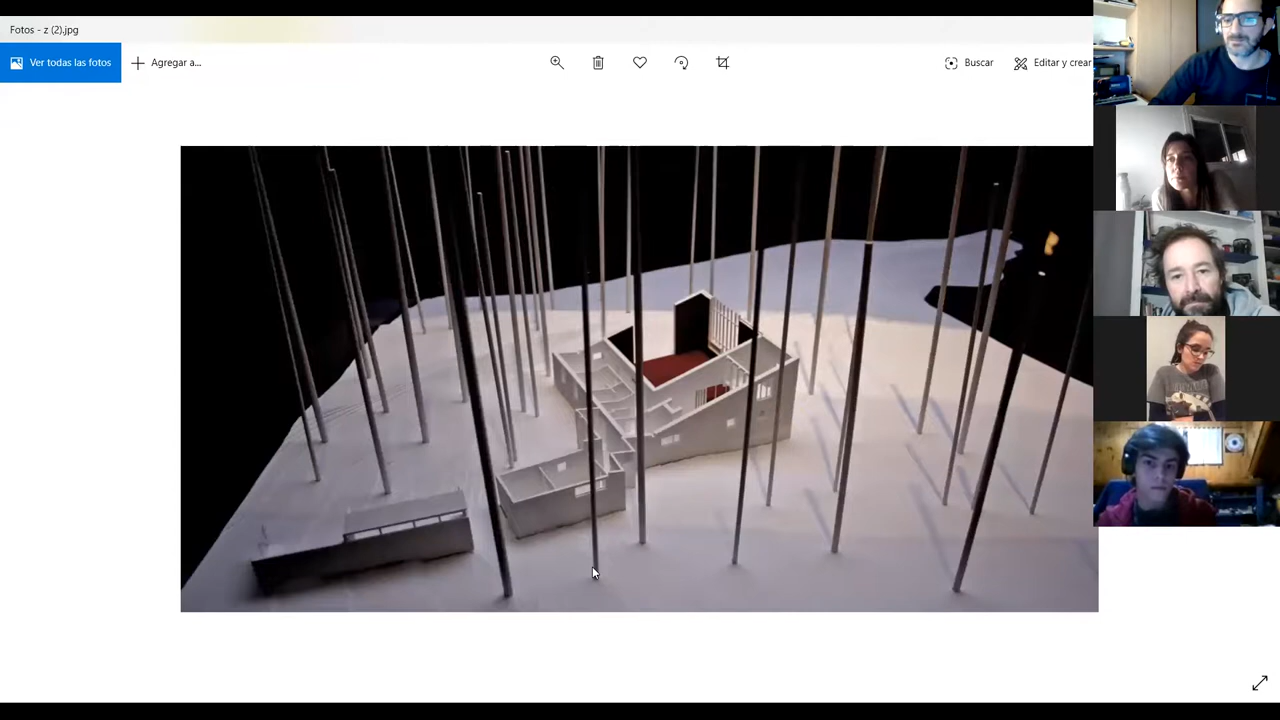 Fotos - z (2).jpg
Ver todas las fotos
Agregar a...
Buscar
Editar y crear